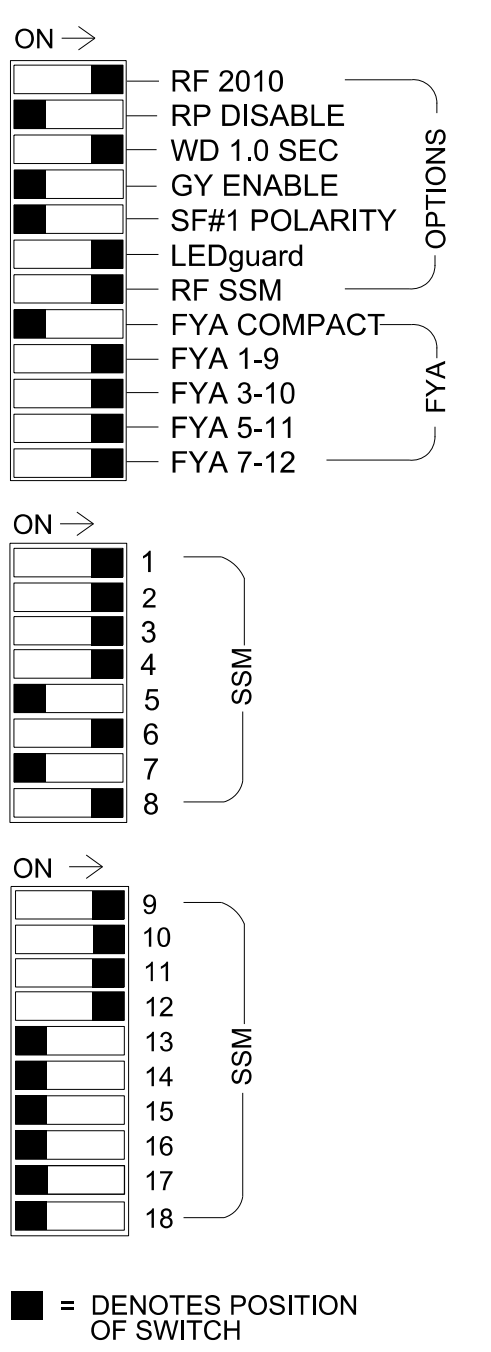 ON →
RF 2010
RP DISABLE
WD 1.0 SEC
GY ENABLE
SF#1 POLARITY
LEDguard
RF SSM
OPTIONS
FYA COMPACT
FYA 1-9
FYA 3-10
FYA 5-11
FYA 7-12
FYA
ON →
1
2
3
4
5
6
7
8
SSM
ON →
9
10
11
12
13
14
15
16
17
18
SSM
= DENOTES POSITION
OF SWITCH